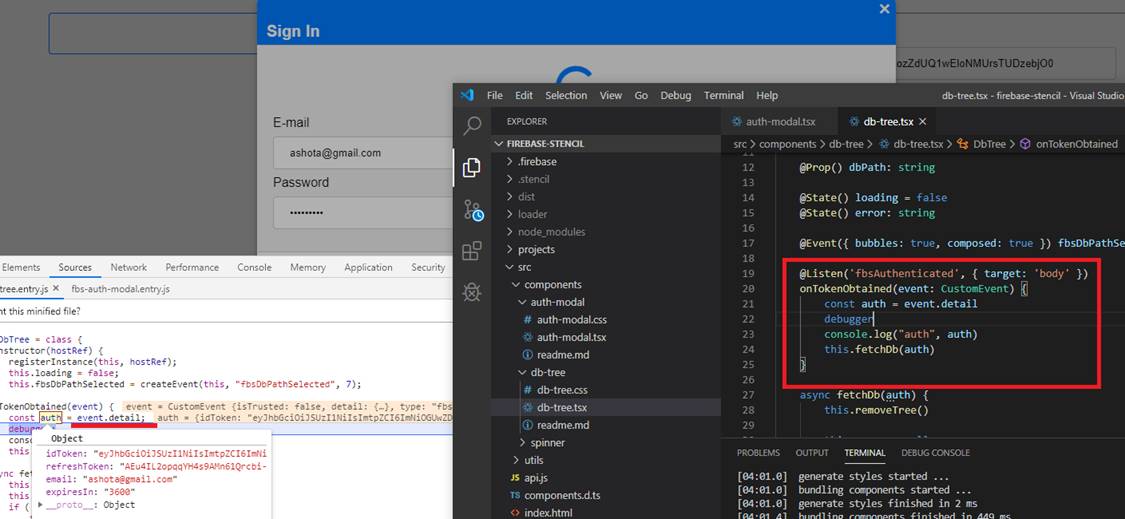 Sign In
×
ozZdUQ1wEIoNMUrsTUDzebjO0
E-mail
ashota@gmail.com
Password
•••••••••
File Edit Selection View Go Debug Terminal Help
db-tree.tsx - firebase-stencil - Visual Studio
EXPLORER
FIREBASE-STENCIL
.firebase
.stencil
dist
loader
node_modules
projects
src
components
auth-modal
auth-modal.css
auth-modal.tsx
readme.md
db-tree
db-tree.css
db-tree.tsx
readme.md
spinner
utils
JS api.js
TS components.d.ts
<> index.html
auth-modal.tsx db-tree.tsx ×
src > components > db-tree > db-tree.tsx > DbTree > onTokenObtained
11
12 @Prop() dbPath: string
13
14 @State() loading = false
15 @State() error: string
16
17 @Event({ bubbles: true, composed: true }) fbsDbPathSe
18
19 @Listen('fbsAuthenticated', { target: 'body' })
20 onTokenObtained(event: CustomEvent) {
21 const auth = event.detail
22 debugger
23 console.log("auth", auth)
24 this.fetchDb(auth)
25 }
26
27 async fetchDb(auth) {
28 this.removeTree()
29
PROBLEMS OUTPUT TERMINAL DEBUG CONSOLE
[04:01.0] generate styles started ...
[04:01.0] bundling components started ...
[04:01.0] generate styles finished in 2 ms
[04:01.4] bundling components finished in 449 ms
Elements Sources Network Performance Console Memory Application Security
tree.entry.js × fbs-auth-modal.entry.js
nt this minified file?
DbTree = class {
nstructor(hostRef) {
registerInstance(this, hostRef);
this.loading = false;
this.fbsDbPathSelected = createEvent(this, "fbsDbPathSelected", 7);
TokenObtained(event) { event = CustomEvent {isTrusted: false, detail: {…}, type: "fbs
const auth = event.detail; auth = {idToken: "eyJhbGciOiJSUzI1NiIsImtpZCI6ImNiOGUwZD
debu
conso
this
ync fet
this
this
if (
Object
idToken: "eyJhbGciOiJSUzI1NiIsImtpZCI6ImNi
refreshToken: "AEu4IL2opqqYH4s9AMn61Qrcbi-
email: "ashota@gmail.com"
expiresIn: "3600"
__proto__: Object